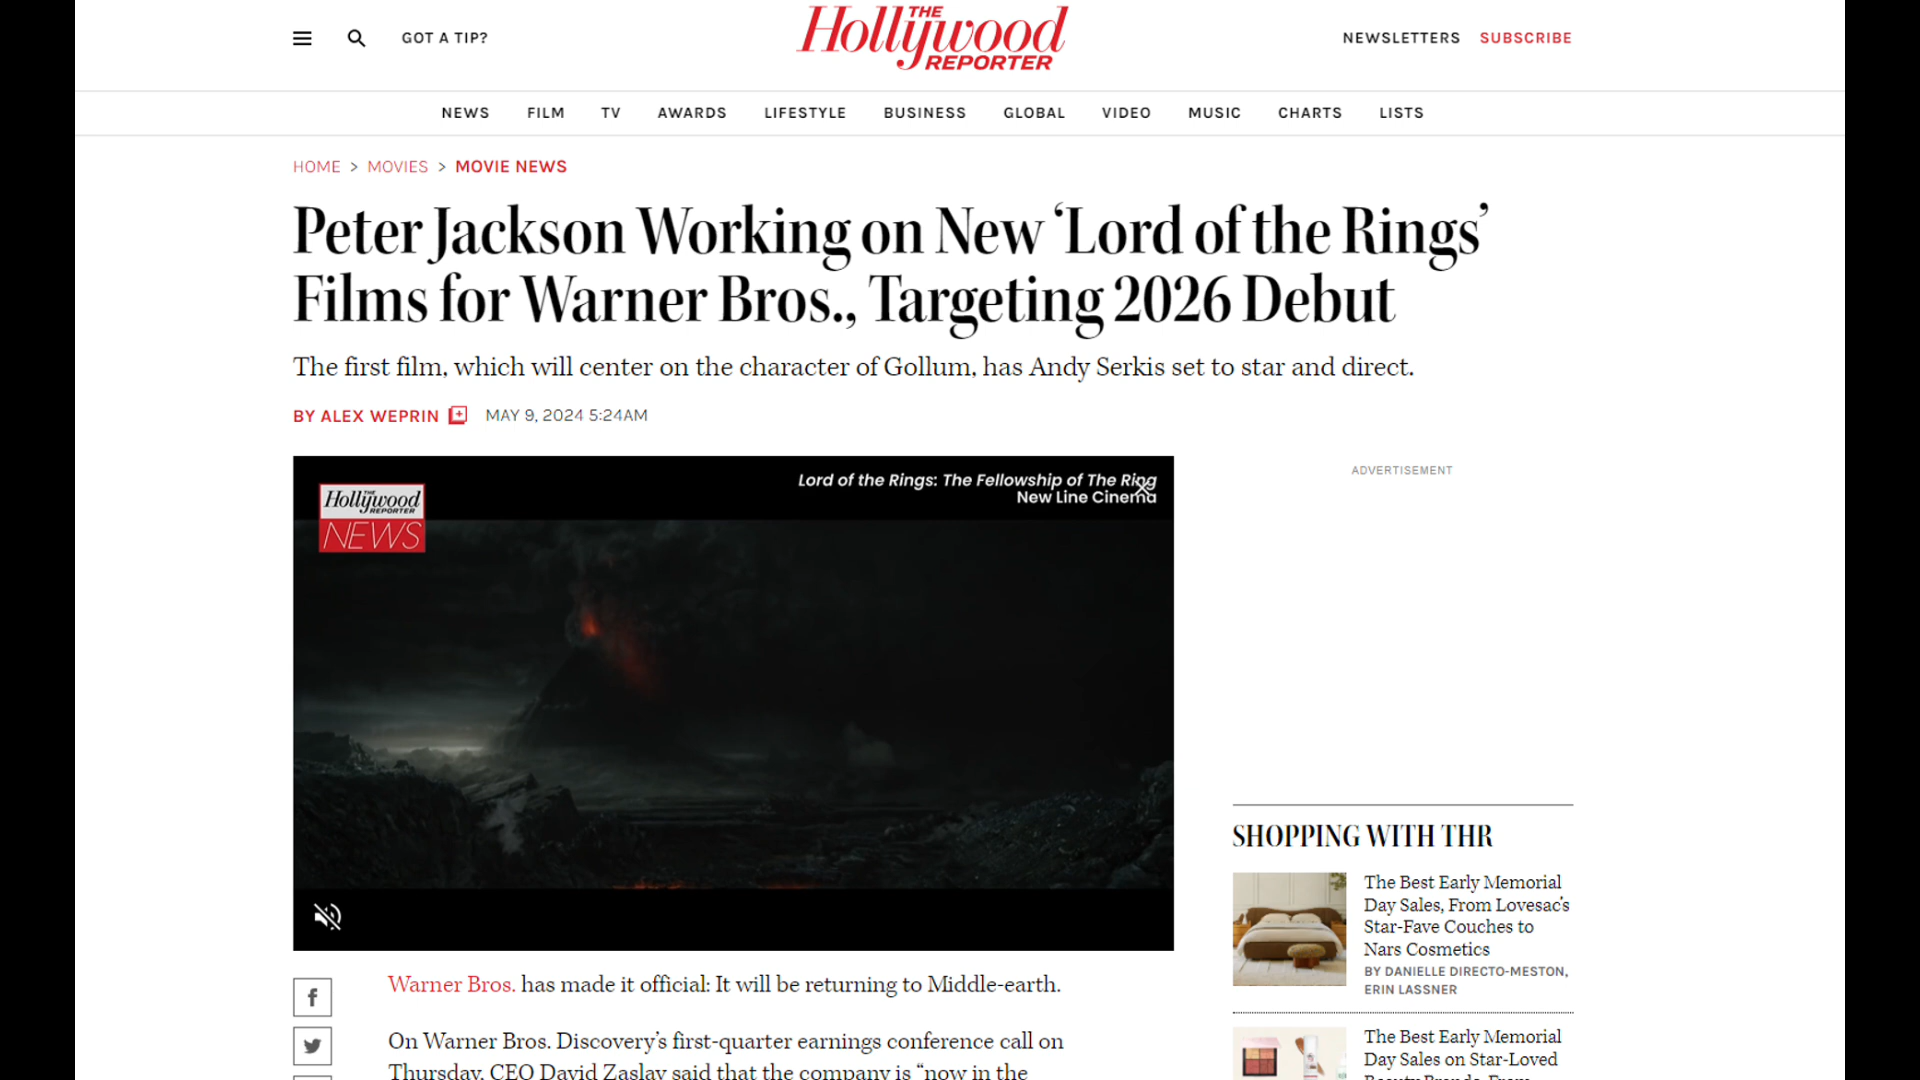 GOT A TIP?
THE
Hollywood
REPORTER
NEWSLETTERS SUBSCRIBE
NEWS FILM TV AWARDS LIFESTYLE BUSINESS GLOBAL VIDEO MUSIC CHARTS LISTS
HOME > MOVIES > MOVIE NEWS
Peter Jackson Working on New ‘Lord of the Rings’
Films for Warner Bros., Targeting 2026 Debut
The first film, which will center on the character of Gollum, has Andy Serkis set to star and direct.
BY ALEX WEPRIN MAY 9, 2024 5:24AM
THE
Hollywood
REPORTER
NEWS
Lord of the Rings: The Fellowship of The Ring
New Line Cinema
Warner Bros. has made it official: It will be returning to Middle-earth.
On Warner Bros. Discovery’s first-quarter earnings conference call on
Thursday, CEO David Zaslav said that the company is “now in the
ADVERTISEMENT
SHOPPING WITH THR
The Best Early Memorial
Day Sales, From Lovesac’s
Star-Fave Couches to
Nars Cosmetics
BY DANIELLE DIRECTO-MESTON,
ERIN LASSNER
The Best Early Memorial
Day Sales on Star-Loved
Beauty Brands, From